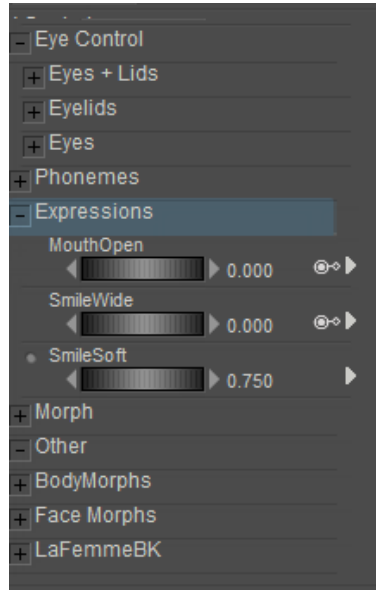 Eye Control
Eyes + Lids
Eyelids
Eyes
Phonemes
Expressions
MouthOpen
0.000
SmileWide
0.000
SmileSoft
0.750
Morph
Other
BodyMorphs
Face Morphs
LaFemmeBK